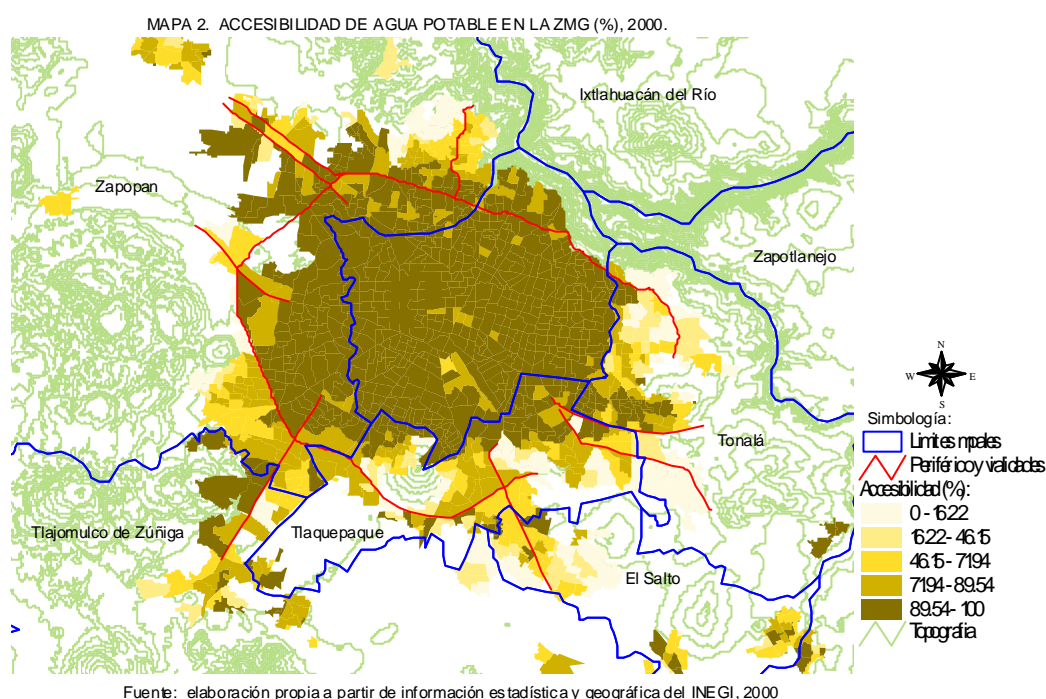 MAPA 2. ACCESIBILIDAD DE AGUA POTABLE EN LA ZMG (%), 2000.
Ixtlahuacán del Río
Zapopan
Zapotlanejo
N
W E
S
Simbología:
Limites mpales
Periférico y vialidades
Accesibilidad (%):
0 - 16.22
16.22 - 46.15
46.15 - 71.94
71.94 - 89.54
89.54 - 100
Topografia
Tonalá
Tlajomulco de Zúñiga
Tlaquepaque
El Salto
Fuente: elaboración propia a partir de información estadística y geográfica del INEGI, 2000